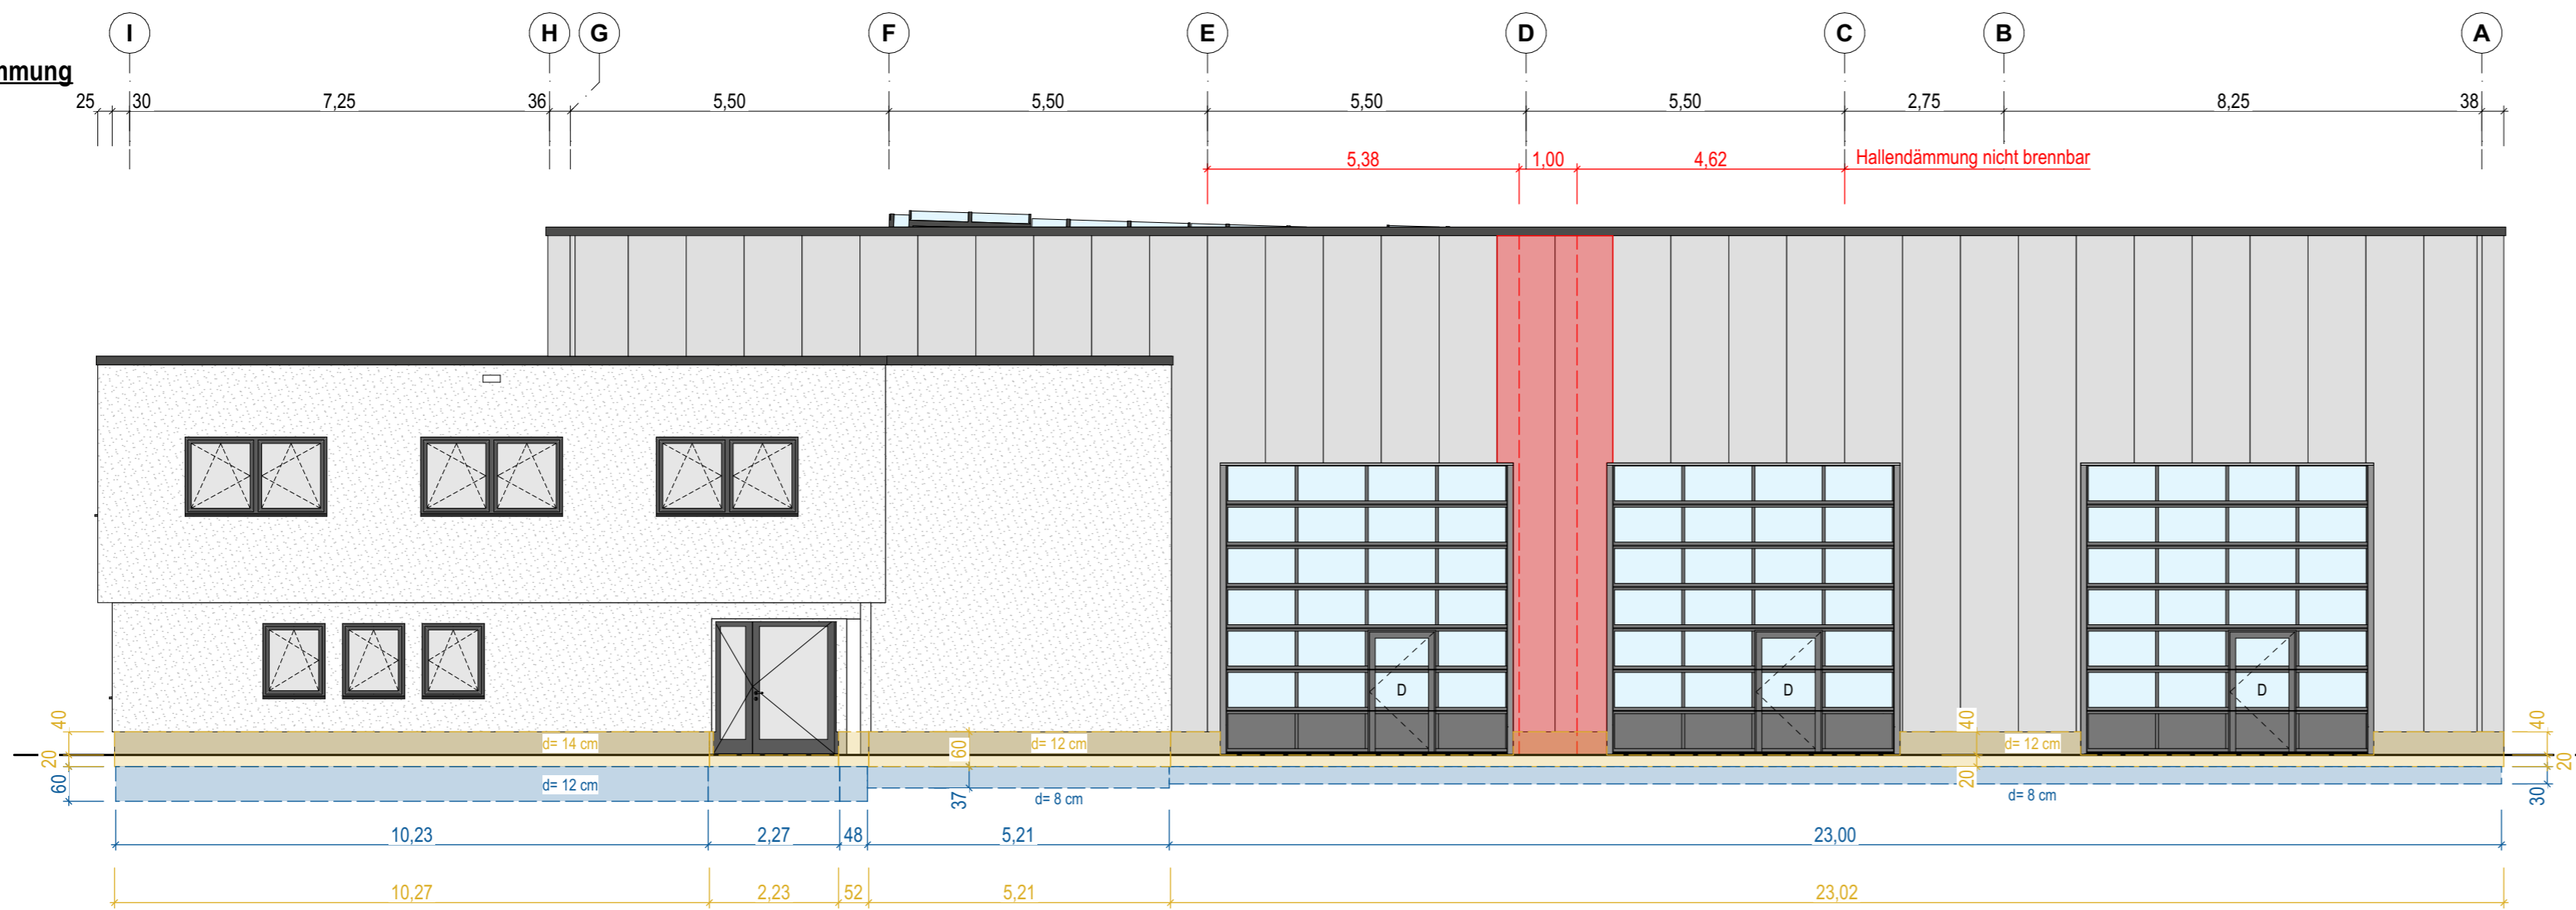 I H G F E D C B A
mmung
25 30 7,25 36 5,50 5,50 5,50 5,50 2,75 8,25 38
5,38 1,00 4,62 Hallendämmung nicht brennbar
D D D
40 d= 14 cm 60 d= 12 cm 40 d= 12 cm 40
20 20 20
60 d= 12 cm 37 d= 8 cm d= 8 cm 30
10,23 2,27 48 5,21 23,00
10,27 2,23 52 5,21 23,02